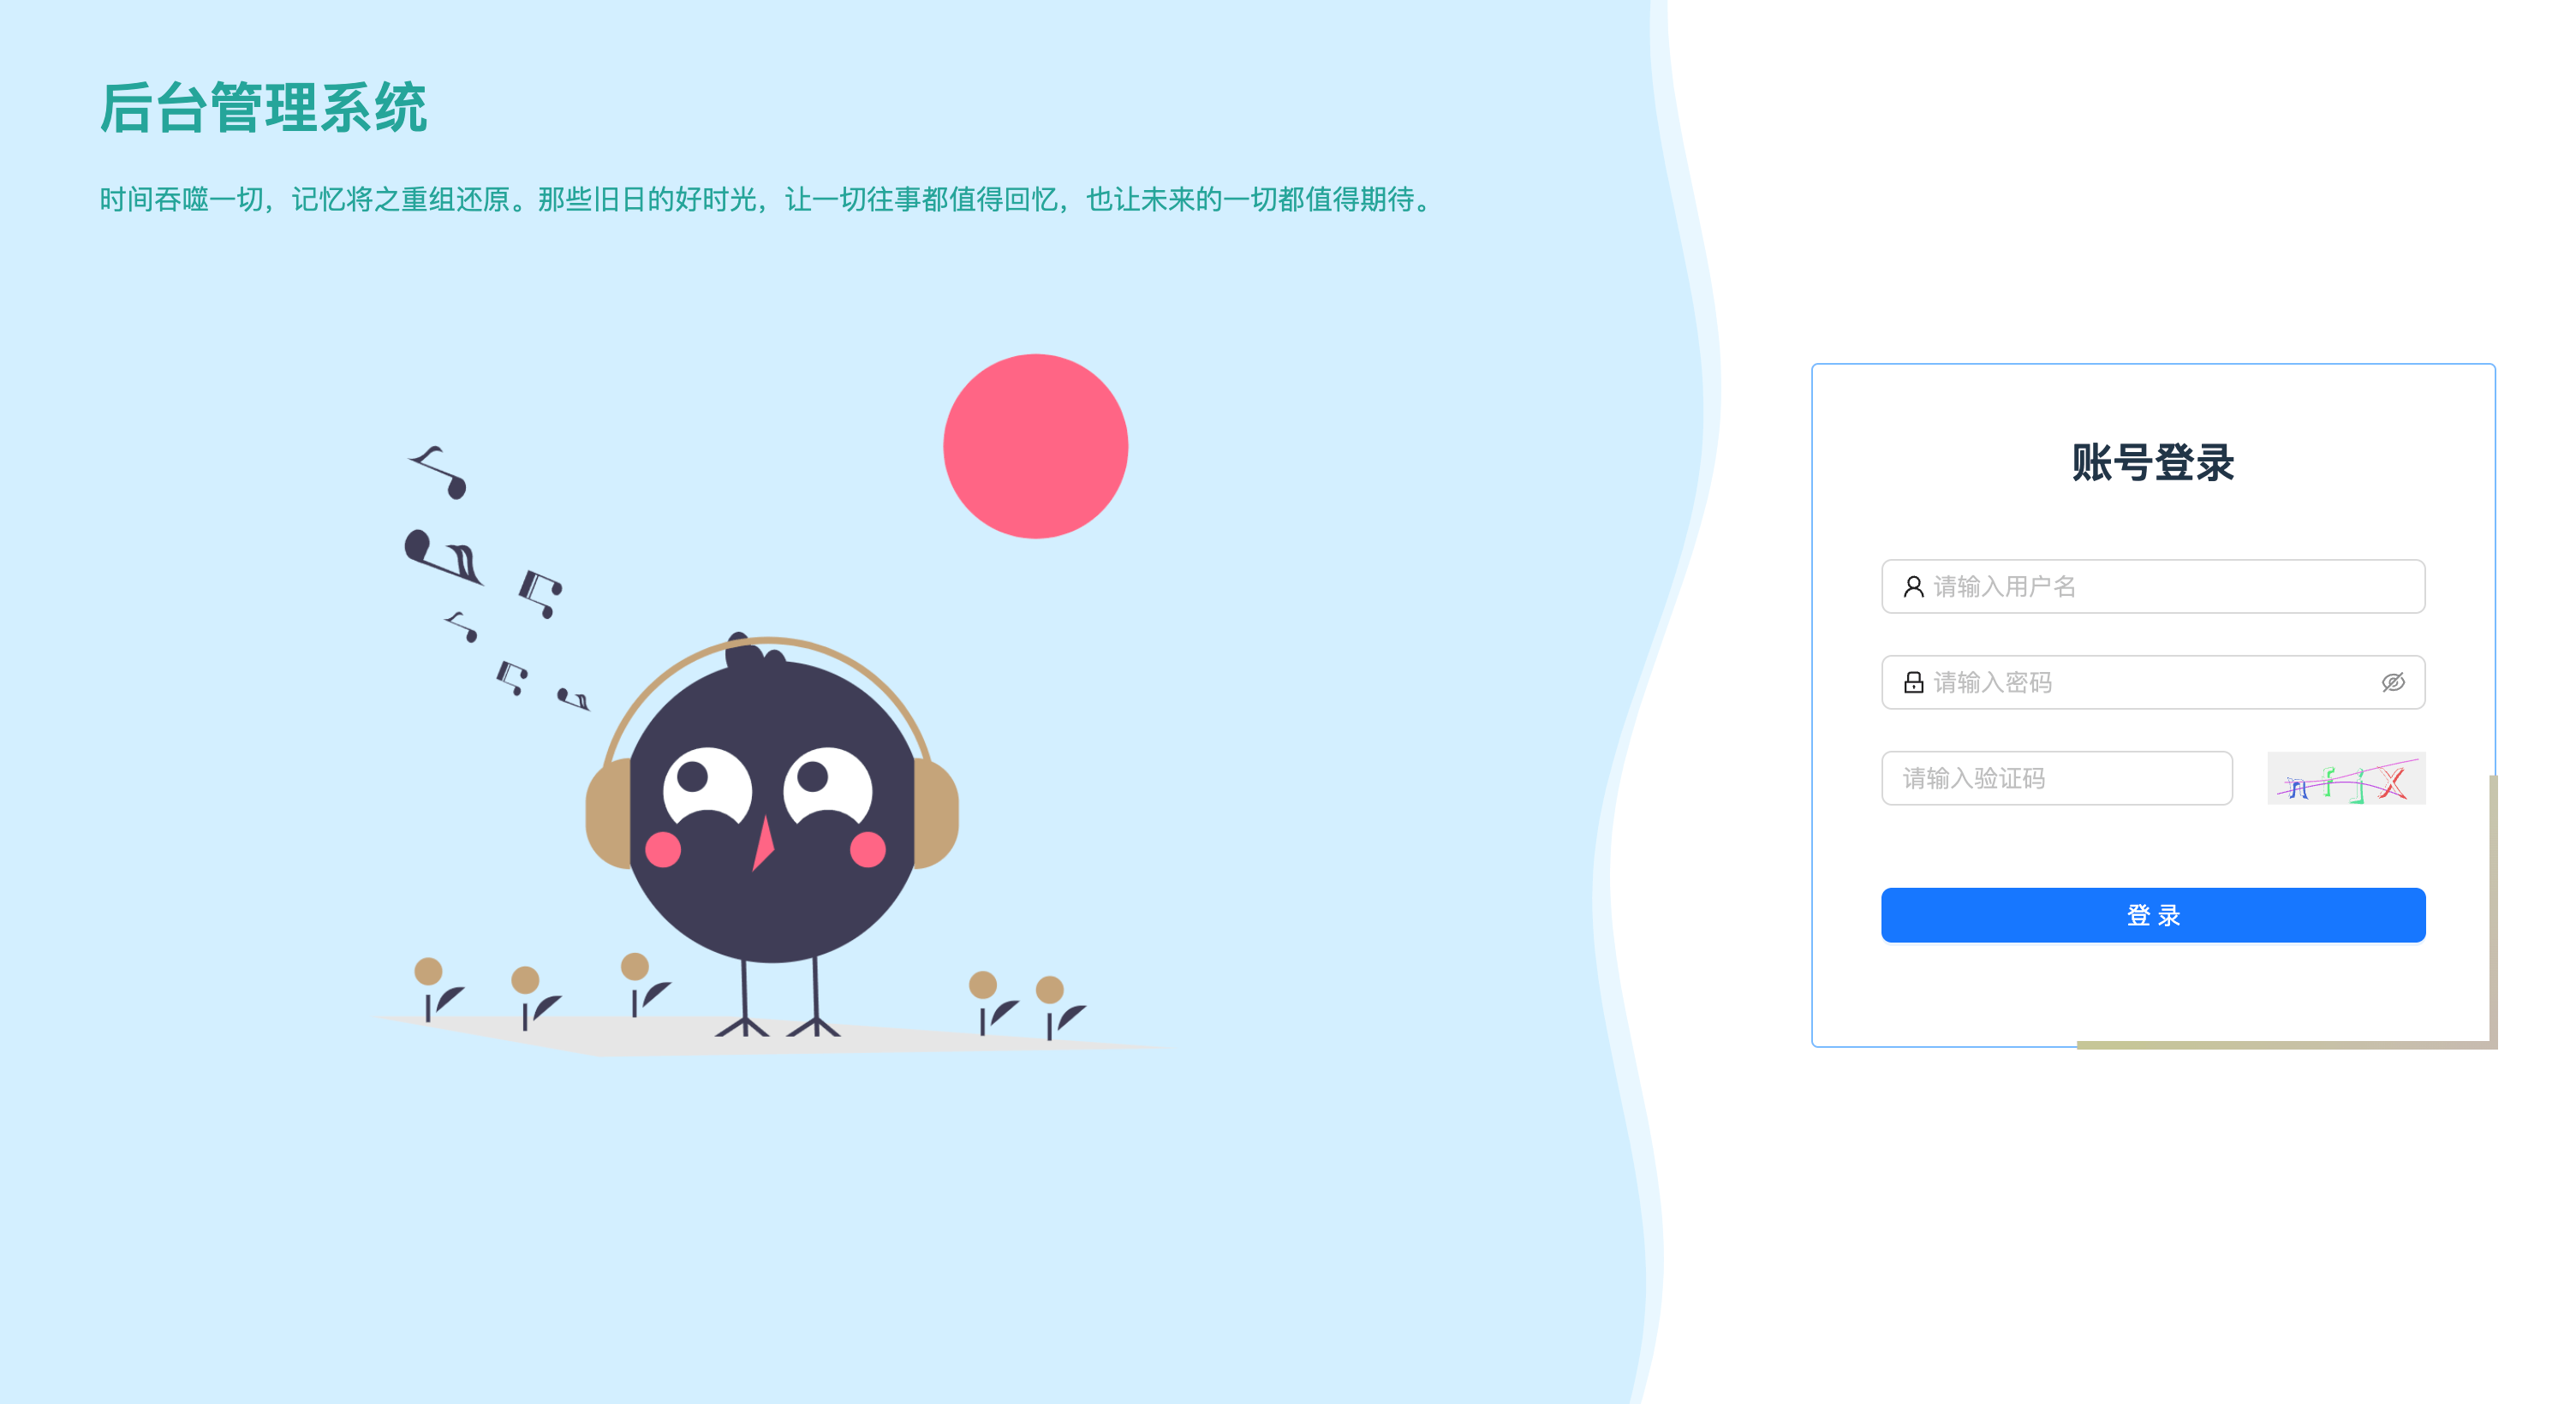 后台管理系统
时间吞噬一切，记忆将之重组还原。那些旧日的好时光，让一切往事都值得回忆，也让未来的一切都值得期待。
账号登录
请输入用户名
请输入密码
请输入验证码
登 录